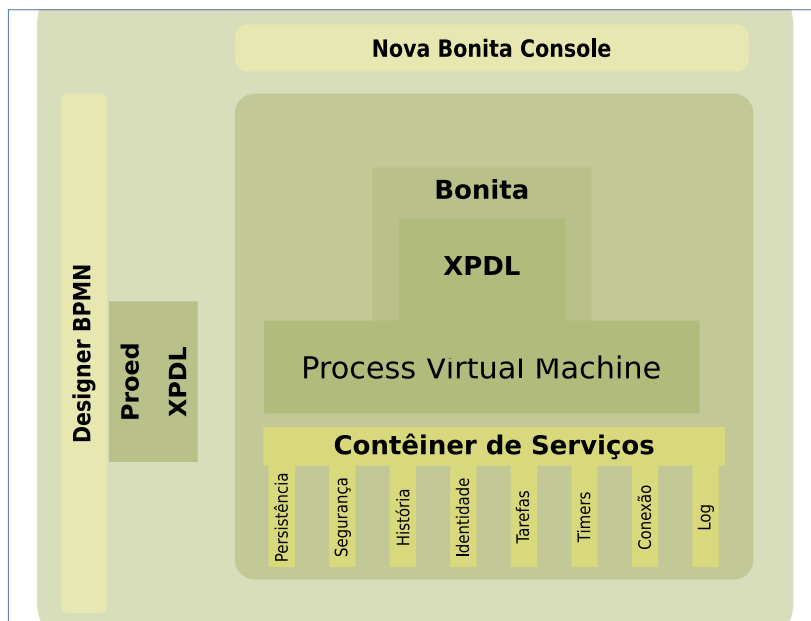 Nova Bonita Console
Designer BPMN
Proed
XPDL
Bonita
XPDL
Process Virtual Machine
Contêiner de Serviços
Persistência
Segurança
História
Identidade
Tarefas
Timers
Conexão
Log